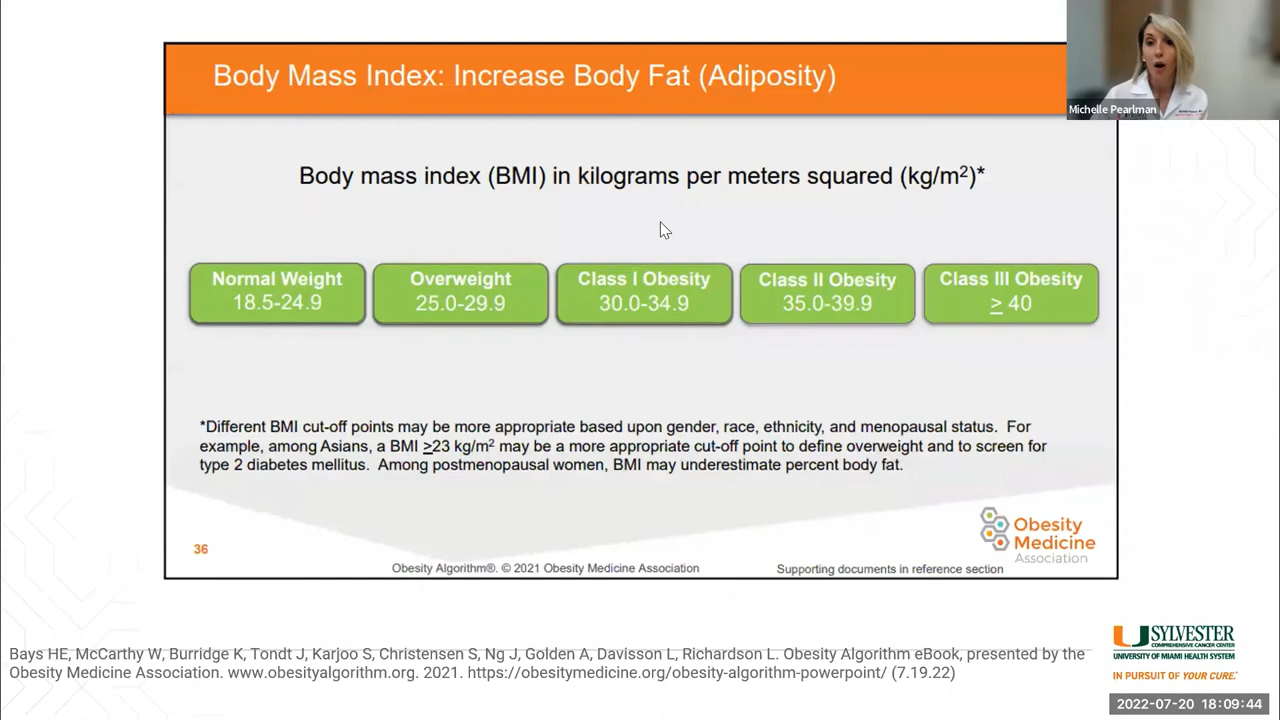 Body Mass Index: Increase Body Fat (Adiposity)
Michelle Pearlman
Body mass index (BMI) in kilograms per meters squared (kg/m²)*
Normal Weight
18.5-24.9
Overweight
25.0-29.9
Class I Obesity
30.0-34.9
Class II Obesity
35.0-39.9
Class III Obesity
≥ 40
*Different BMI cut-off points may be more appropriate based upon gender, race, ethnicity, and menopausal status. For
example, among Asians, a BMI ≥23 kg/m² may be a more appropriate cut-off point to define overweight and to screen for
type 2 diabetes mellitus. Among postmenopausal women, BMI may underestimate percent body fat.
36
Obesity
Medicine
Association
Obesity Algorithm®. © 2021 Obesity Medicine Association
Supporting documents in reference section
Bays HE, McCarthy W, Burridge K, Tondt J, Karjoo S, Christensen S, Ng J, Golden A, Davisson L, Richardson L. Obesity Algorithm eBook, presented by the
Obesity Medicine Association. www.obesityalgorithm.org. 2021. https://obesitymedicine.org/obesity-algorithm-powerpoint/ (7.19.22)
SYLVESTER
COMPREHENSIVE CANCER CENTER
UNIVERSITY OF MIAMI HEALTH SYSTEM
IN PURSUIT OF YOUR CURE.
2022-07-20 18:09:44